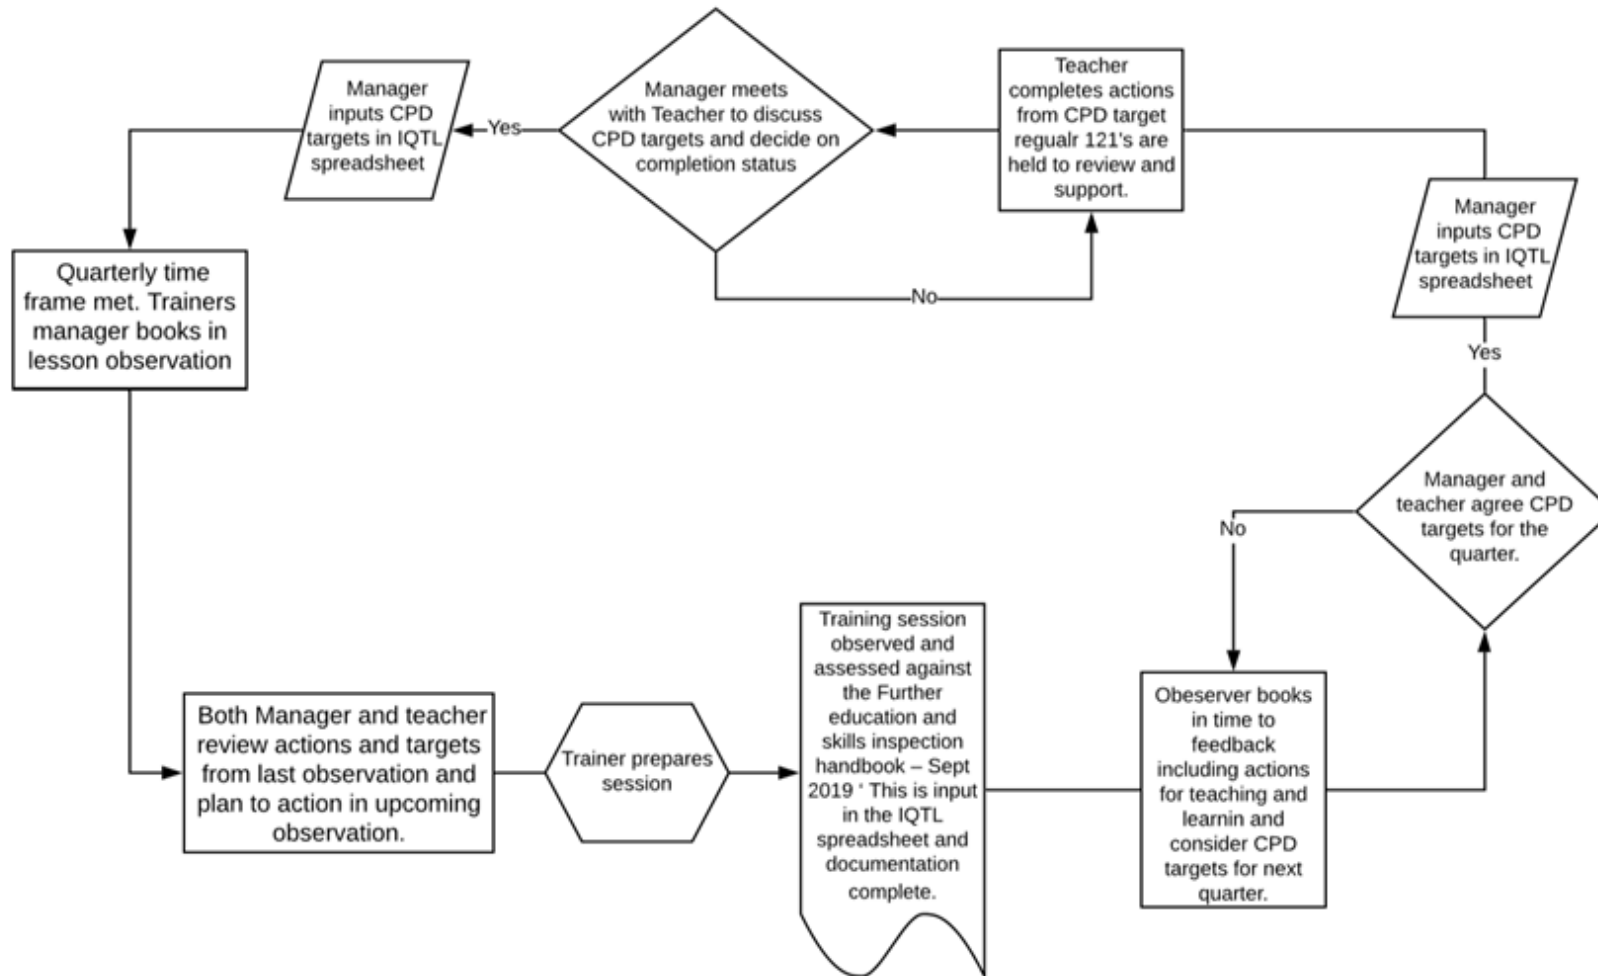 Manager
inputs CPD
targets in IQTL
spreadsheet
Yes
Manager meets
with Teacher to discuss
CPD targets and decide on
completion status
Teacher
completes actions
from CPD target
regualr 121's are
held to review and
support.
No
Manager
inputs CPD
targets in IQTL
spreadsheet
Yes
Quarterly time
frame met. Trainers
manager books in
lesson observation
Manager and
teacher agree CPD
targets for the
quarter.
No
Both Manager and teacher
review actions and targets
from last observation and
plan to action in upcoming
observation.
Trainer prepares
session
Training session
observed and
assessed against
the Further
education and
skills inspection
handbook – Sept
2019 ‘ This is input
in the IQTL
spreadsheet and
documentation
complete.
Obeserver books
in time to
feedback
including actions
for teaching and
learnin and
consider CPD
targets for next
quarter.